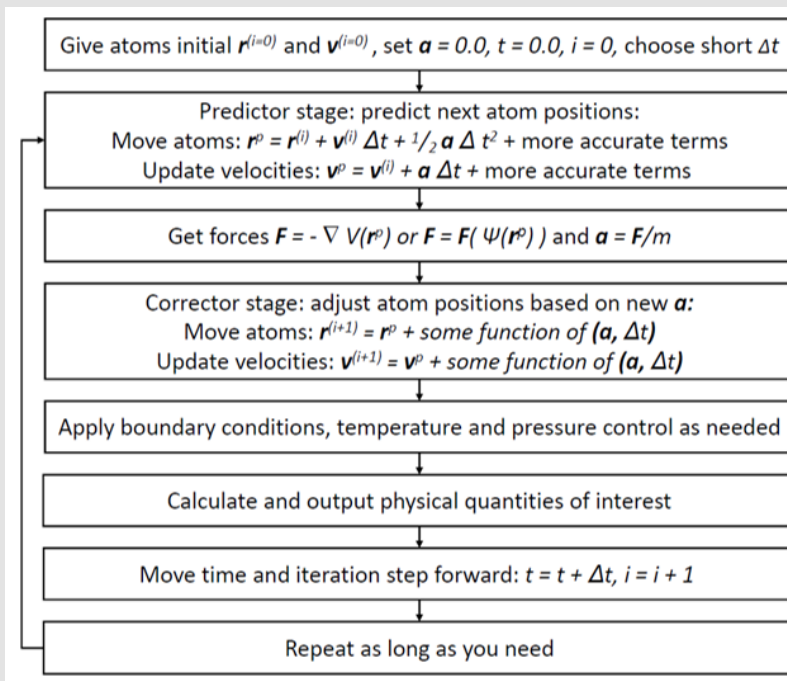 Give atoms initial r⁽ⁱ⁼⁰⁾ and v⁽ⁱ⁼⁰⁾ , set a = 0.0, t = 0.0, i = 0, choose short Δt
Predictor stage: predict next atom positions:
Move atoms: rᵖ = r⁽ⁱ⁾ + v⁽ⁱ⁾ Δt + ¹/₂ a Δ t² + more accurate terms
Update velocities: vᵖ = v⁽ⁱ⁾ + a Δt + more accurate terms
Get forces F = - ∇ V(rᵖ) or F = F( Ψ(rᵖ) ) and a = F/m
Corrector stage: adjust atom positions based on new a:
Move atoms: r⁽ⁱ⁺¹⁾ = rᵖ + some function of (a, Δt)
Update velocities: v⁽ⁱ⁺¹⁾ = vᵖ + some function of (a, Δt)
Apply boundary conditions, temperature and pressure control as needed
Calculate and output physical quantities of interest
Move time and iteration step forward: t = t + Δt, i = i + 1
Repeat as long as you need